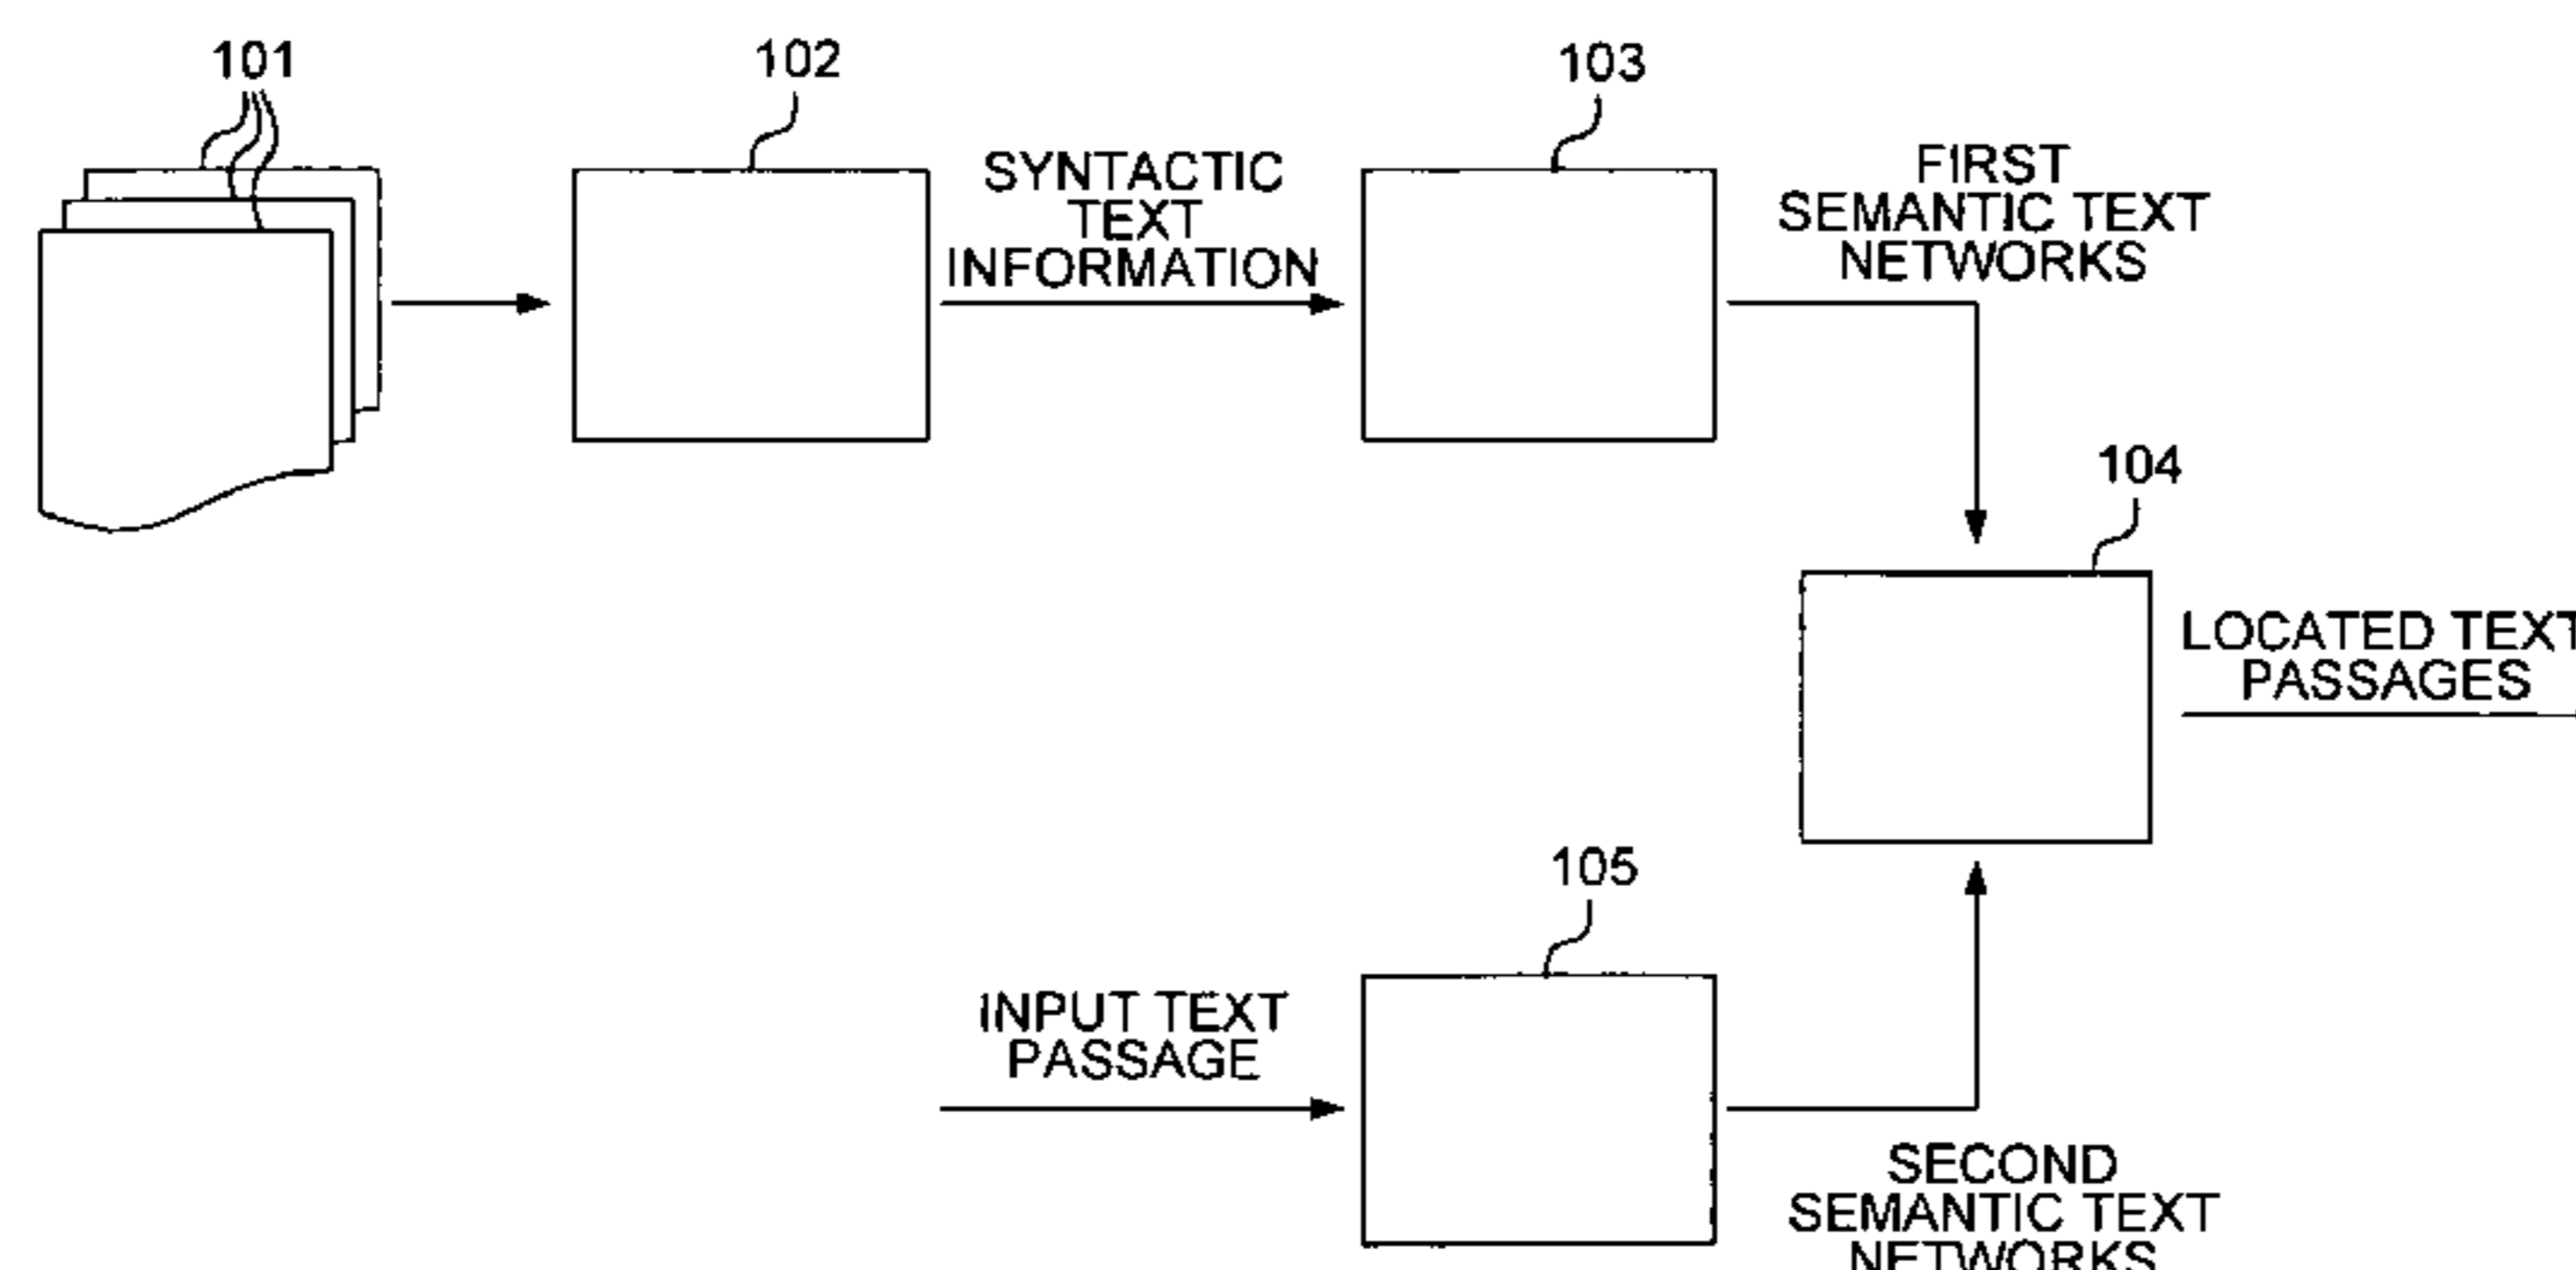 101
102
103
SYNTACTIC
TEXT
INFORMATION
FIRST
SEMANTIC TEXT
NETWORKS
104
LOCATED TEXT
PASSAGES
105
INPUT TEXT
PASSAGE
SECOND
SEMANTIC TEXT
NETWORKS